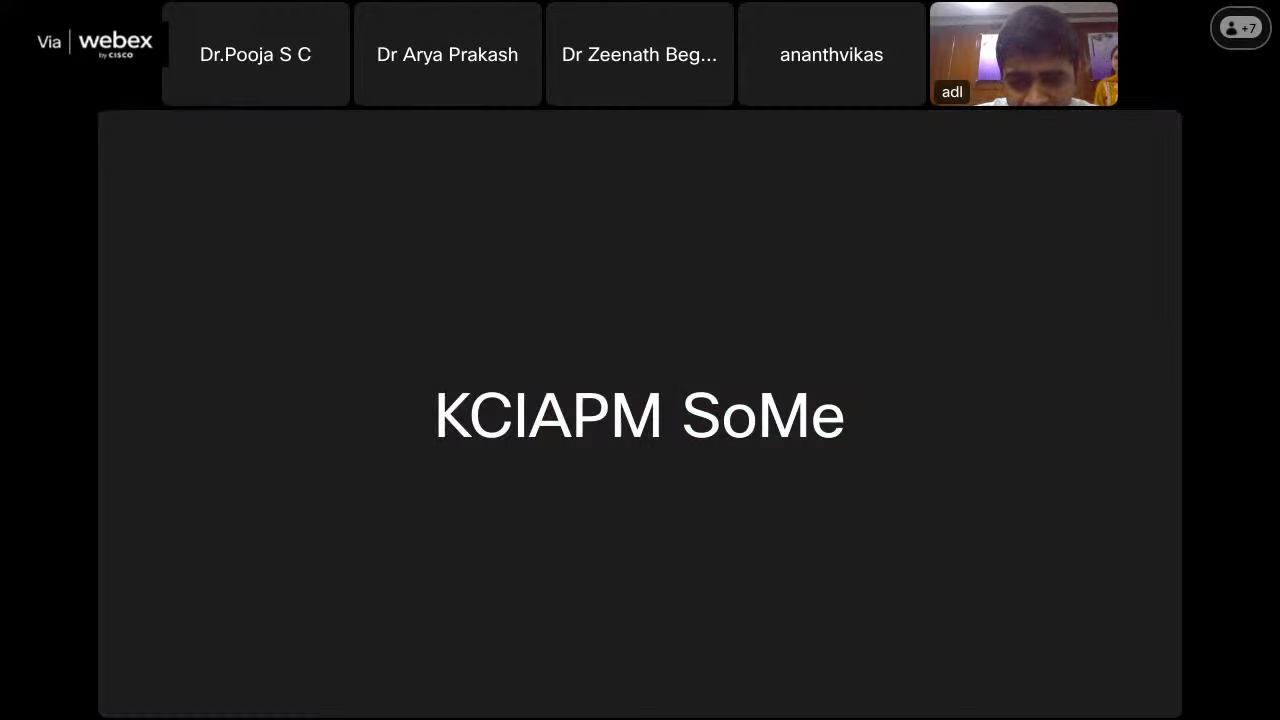 Via webex
by CISCO
Dr.Pooja S C
Dr Arya Prakash
Dr Zeenath Beg...
ananthvikas
adl
+7
KCIAPM SoMe